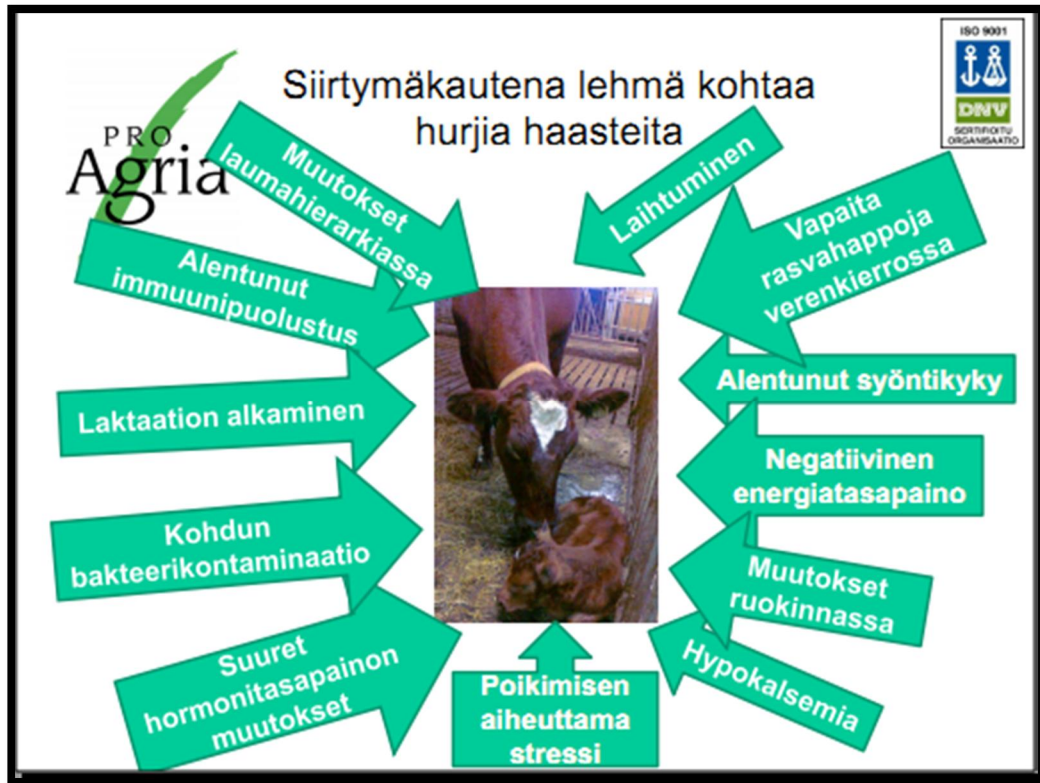 Siirtymäkautena lehmä kohtaa
hurjia haasteita
PRO
Agria
ISO 9001
DNV
SERTIFIOITU
ORGANISAATIO
Muutokset
laumahierarkiassa
Alentunut
immuunipuolustus
Laktaation alkaminen
Kohdun
bakteerikontaminaatio
Suuret
hormonitasapainon
muutokset
Poikimisen
aiheuttama
stressi
Laihtuminen
Vapaita
rasvahappoja
verenkierrossa
Alentunut syöntikyky
Negatiivinen
energiatasapaino
Muutokset
ruokinnassa
Hypokalsemia